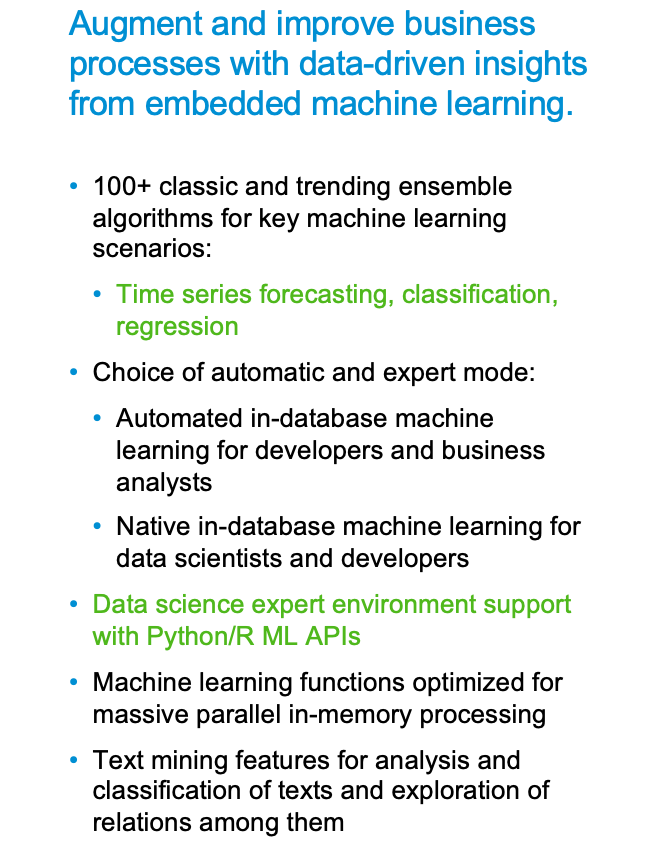 Augment and improve business
processes with data-driven insights
from embedded machine learning.
• 100+ classic and trending ensemble
algorithms for key machine learning
scenarios:
• Time series forecasting, classification,
regression
• Choice of automatic and expert mode:
• Automated in-database machine
learning for developers and business
analysts
• Native in-database machine learning for
data scientists and developers
• Data science expert environment support
with Python/R ML APIs
• Machine learning functions optimized for
massive parallel in-memory processing
• Text mining features for analysis and
classification of texts and exploration of
relations among them